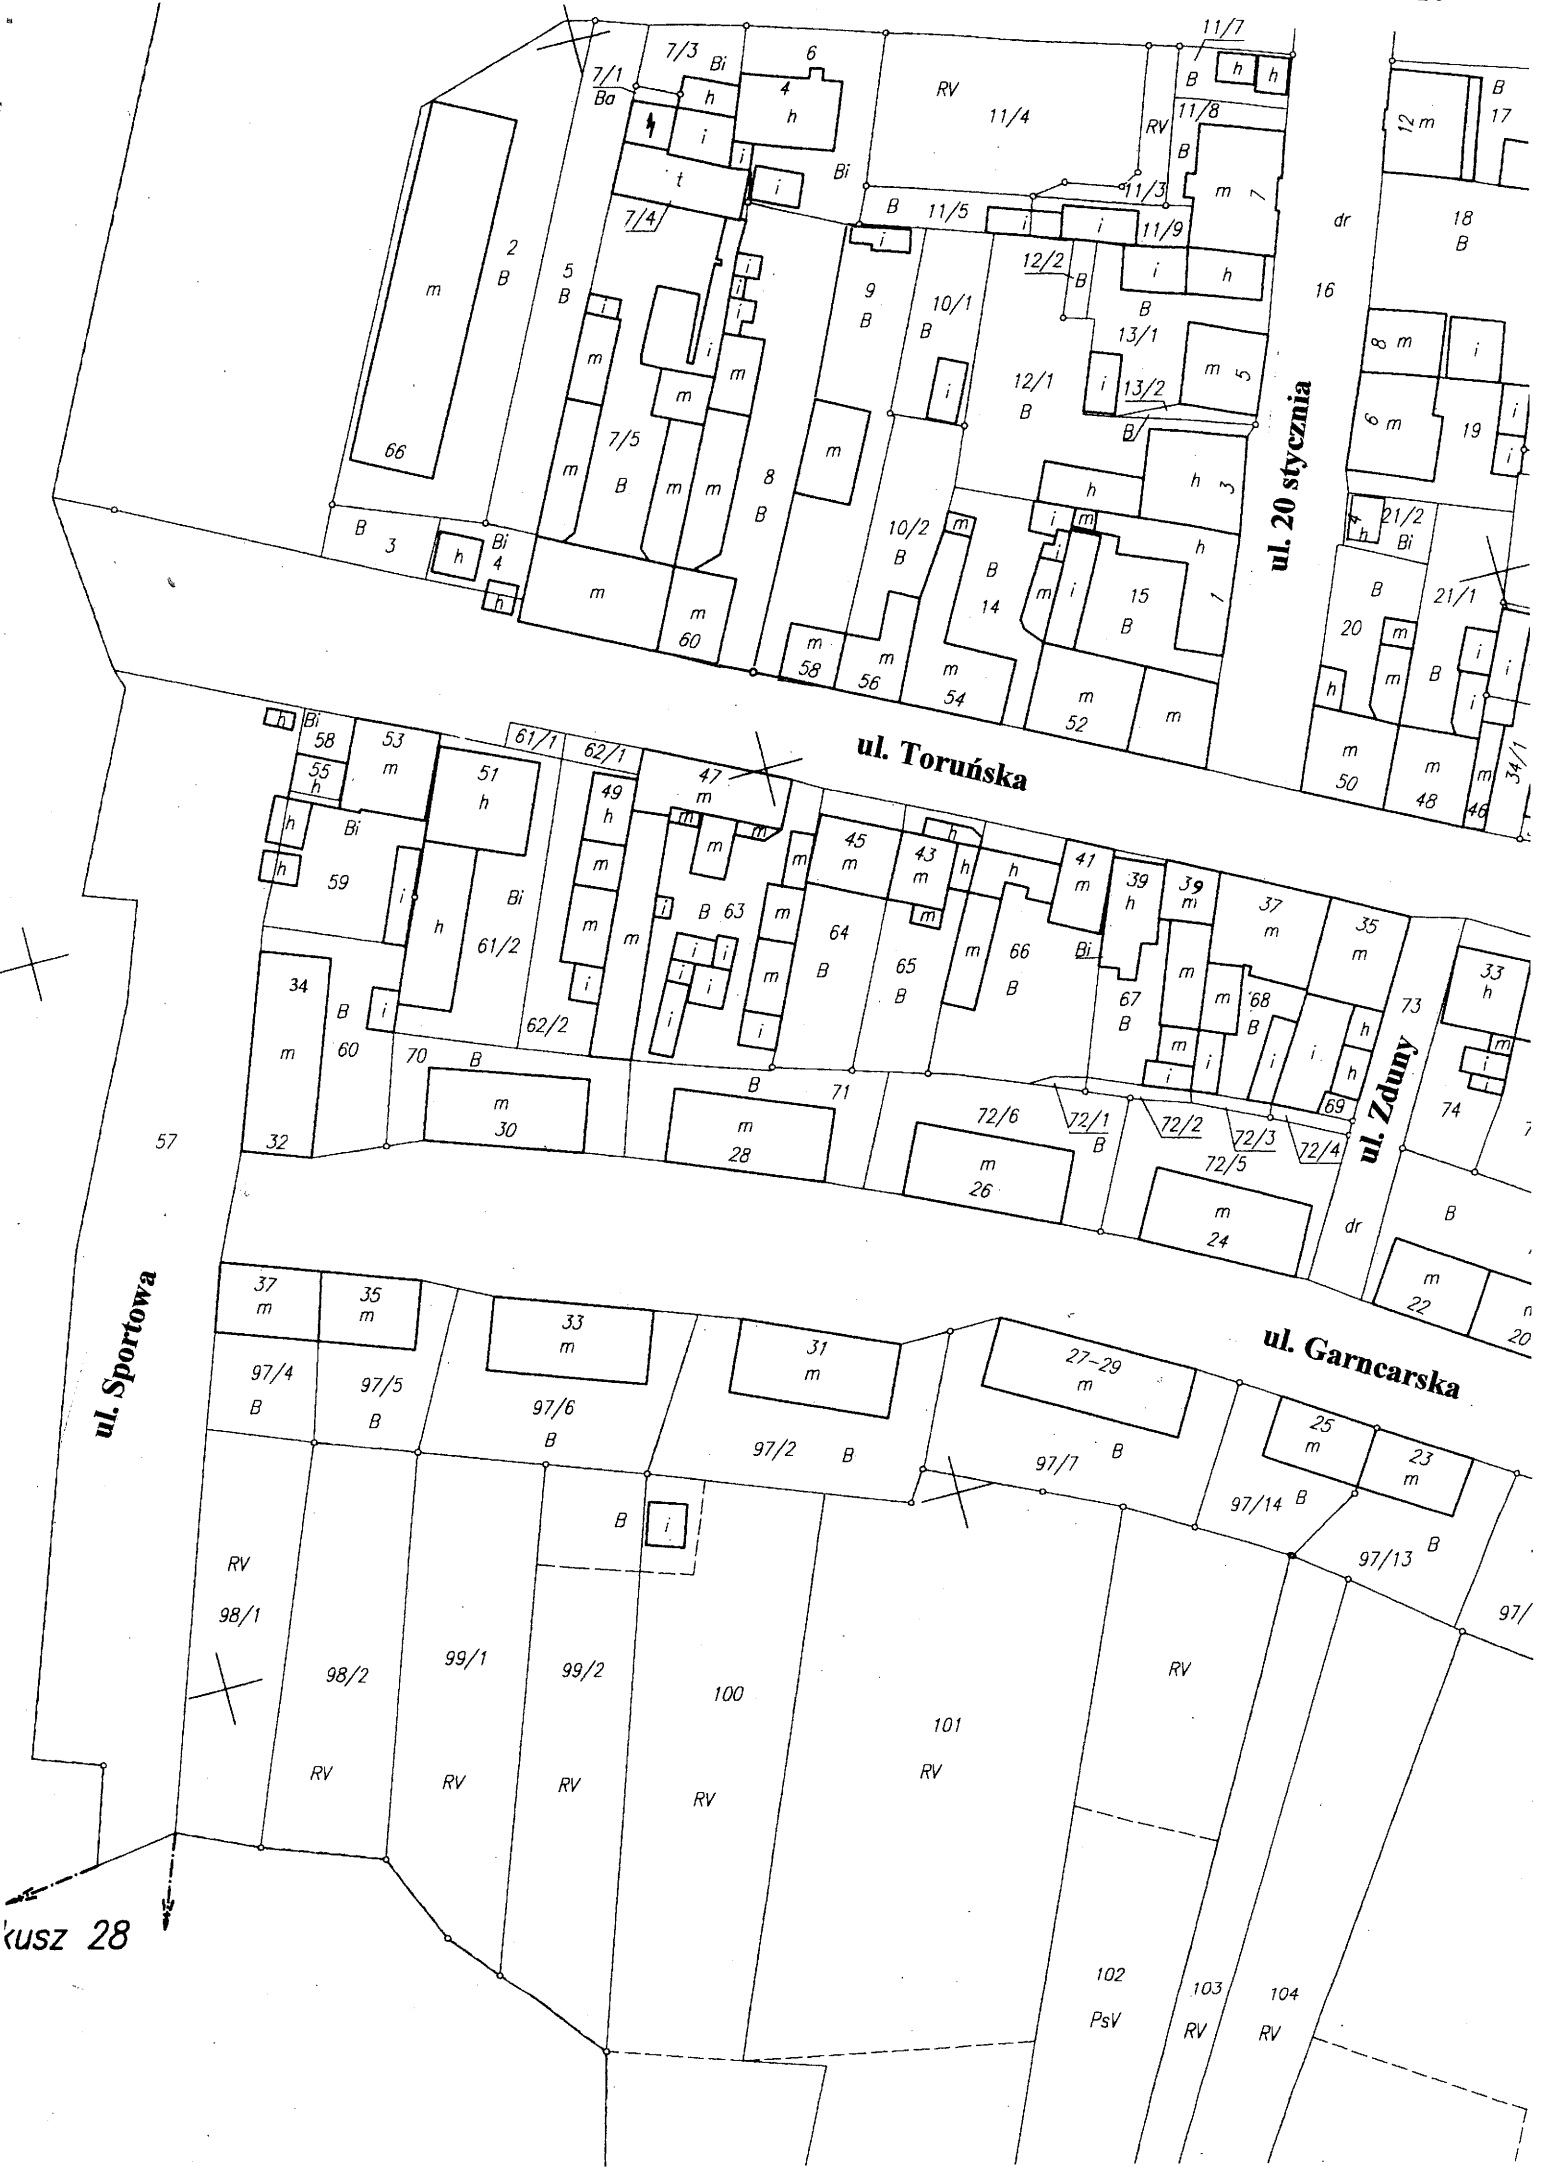 11/7
7/3
6
Bi
h
h
7/1
4
RV
B
B
Ba
h
h
11/4
11/8
12
m
17
i
RV
B
i
Bi
11/3
m
7
t
i
B
11/5
7/4
i
i
11/9
dr
18
B
2
B
5
B
i
12/2
B
i
h
16
m
i
i
i
9
B
10/1
B
B
13/1
i
i
m
5
8
m
i
m
m
m
12/1
B
i
i
13/2
6
m
19
i
i
66
7/5
B
m
B
ul. 20 stycznia
m
m
m
8
B
h
h
3
B
3
h
Bi
4
10/2
B
m
i
m
h
4
h
21/2
Bi
h
m
m
60
B
14
i
m
i
15
B
1
B
20
21/1
m
58
m
56
m
54
m
52
m
h
m
m
B
i
i
i
h
Bi
58
53
m
61/1
62/1
ul. Toruńska
m
50
m
48
m
46
34/1
55
h
51
h
49
h
47
m
h
Bi
m
m
m
m
m
45
m
43
m
h
h
h
41
m
39
h
39
m
37
m
35
m
h
59
i
h
Bi
61/2
m
m
i
B
63
m
m
64
B
65
B
m
66
B
Bi
m
m
33
h
34
m
B
60
i
62/2
i
i
i
i
i
i
m
i
67
B
m
i
i
68
B
i
i
h
h
73
m
i
i
70
B
B
71
69
ul. Zduny
74
7
57
32
m
30
m
28
72/6
72/1
B
72/2
72/3
72/4
72/5
m
26
m
24
dr
B
m
22
m
20
37
m
35
m
33
m
31
m
27-29
m
ul. Garncarska
ul. Sportowa
97/4
B
97/5
B
97/6
B
97/2
B
97/7
B
25
m
23
m
97/14
B
97/13
B
B
i
RV
98/1
97/
98/2
99/1
99/2
100
101
RV
RV
RV
RV
RV
RV
kusz 28
102
PsV
103
RV
104
RV